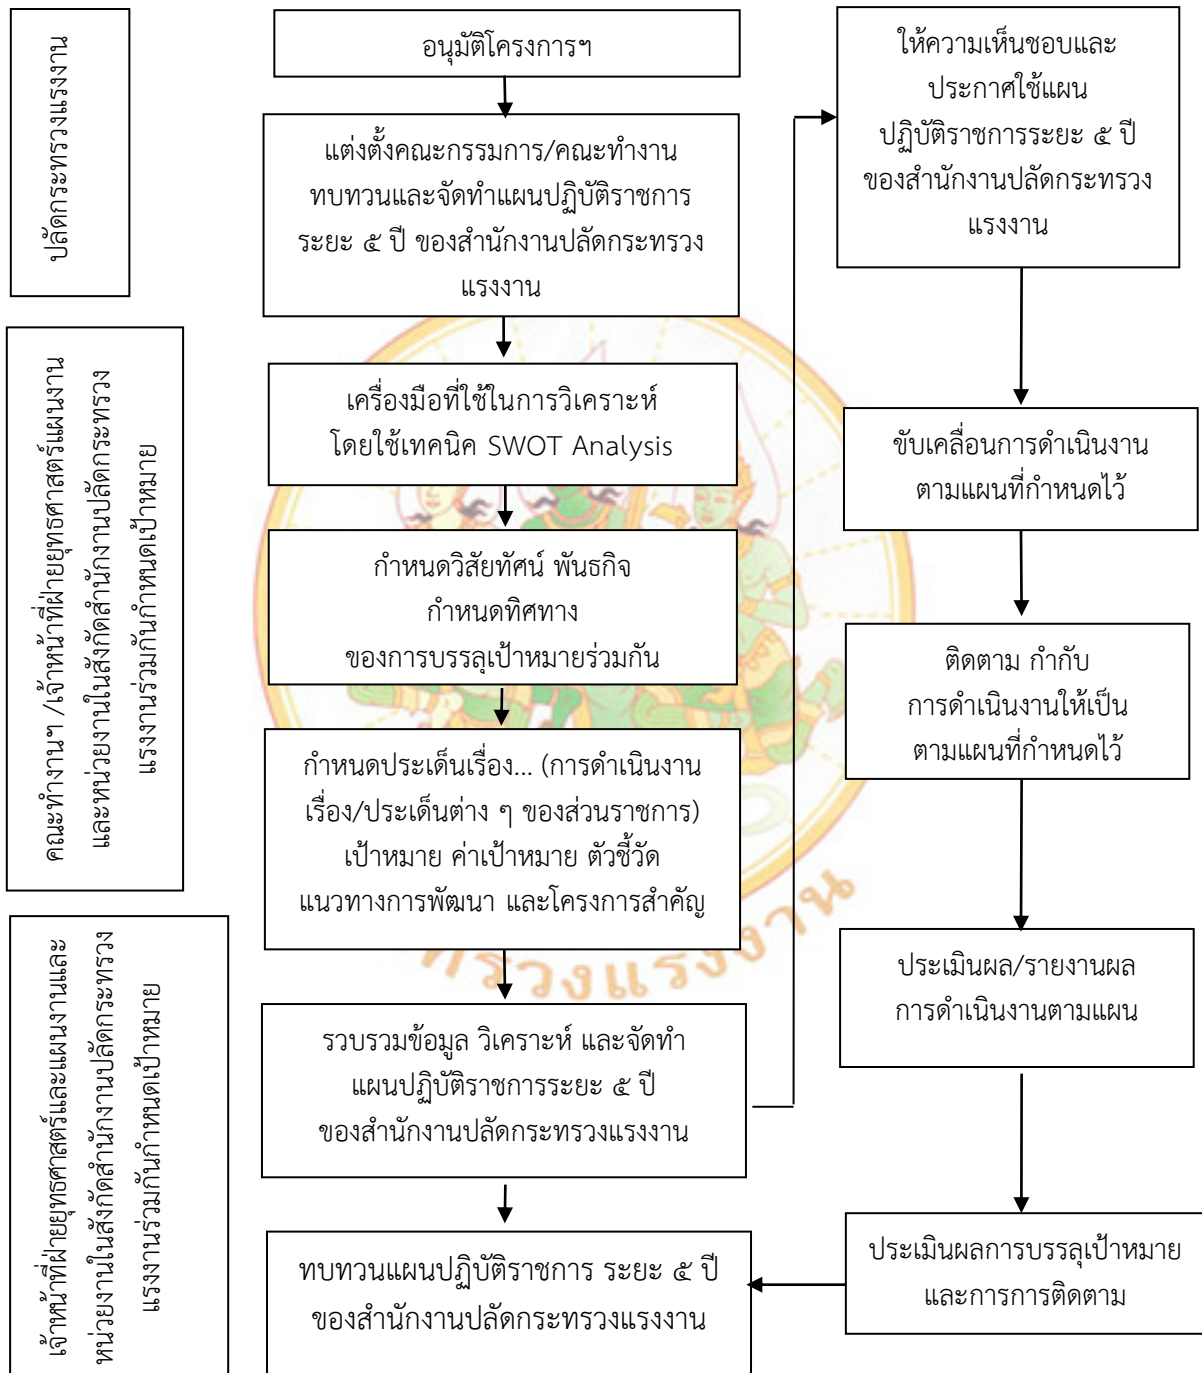 ปลัดกระทรวงแรงงาน
คณะทำงานฯ /เจ้าหน้าที่ฝ่ายยุทธศาสตร์แผนงาน
และหน่วยงานในสังกัดสำนักงานปลัดกระทรวง
แรงงานร่วมกันกำหนดเป้าหมาย
เจ้าหน้าที่ฝ่ายยุทธศาสตร์และแผนงานและ
หน่วยงานในสังกัดสำนักงานปลัดกระทรวง
แรงงานร่วมกันกำหนดเป้าหมาย
อนุมัติโครงการฯ
แต่งตั้งคณะกรรมการ/คณะทำงาน
ทบทวนและจัดทำแผนปฏิบัติราชการ
ระยะ ๕ ปี ของสำนักงานปลัดกระทรวง
แรงงาน
เครื่องมือที่ใช้ในการวิเคราะห์
โดยใช้เทคนิค SWOT Analysis
กำหนดวิสัยทัศน์ พันธกิจ
กำหนดทิศทาง
ของการบรรลุเป้าหมายร่วมกัน
กำหนดประเด็นเรื่อง... (การดำเนินงาน
เรื่อง/ประเด็นต่าง ๆ ของส่วนราชการ)
เป้าหมาย ค่าเป้าหมาย ตัวชี้วัด
แนวทางการพัฒนา และโครงการสำคัญ
ทรวงแรงงาน
รวบรวมข้อมูล วิเคราะห์ และจัดทำ
แผนปฏิบัติราชการระยะ ๕ ปี
ของสำนักงานปลัดกระทรวงแรงงาน
ทบทวนแผนปฏิบัติราชการ ระยะ ๕ ปี
ของสำนักงานปลัดกระทรวงแรงงาน
ให้ความเห็นชอบและ
ประกาศใช้แผน
ปฏิบัติราชการระยะ ๕ ปี
ของสำนักงานปลัดกระทรวง
แรงงาน
ขับเคลื่อนการดำเนินงาน
ตามแผนที่กำหนดไว้
ติดตาม กำกับ
การดำเนินงานให้เป็น
ตามแผนที่กำหนดไว้
ประเมินผล/รายงานผล
การดำเนินงานตามแผน
ประเมินผลการบรรลุเป้าหมาย
และการการติดตาม